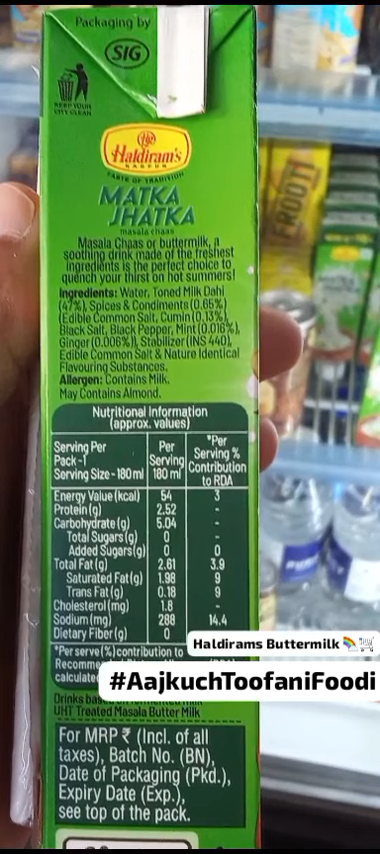 Packaging by
SIG
KEEP YOUR
CITY CLEAN
Haldiram's
NAGPUR
TASTE OF TRADITION
MATKA
JHATKA
masala chaas
Masala Chaas or buttermilk, a
soothing drink made of the freshest
ingredients is the perfect choice to
quench your thirst on hot summers!
Ingredients: Water, Toned Milk Dahi
(47%), Spices & Condiments (0.65%)
(Edible Common Salt, Cumin (0.13%),
Black Salt, Black Pepper, Mint (0.016%),
Ginger (0.006%)), Stabilizer (INS 440),
Edible Common Salt & Nature Identical
Flavouring Substances.
Allergen: Contains Milk.
May Contains Almond.
Nutritional Information
(approx. values)
Serving Per Pack -1 Serving Size - 180ml Per Serving 180 ml *Per Serving % Contribution to RDA
Energy Value (kcal) 54 3
Protein (g) 2.52 -
Carbohydrate (g) 5.04 -
Total Sugars (g) 0 -
Added Sugars (g) 0 0
Total Fat (g) 2.61 3.9
Saturated Fat (g) 1.98 9
Trans Fat (g) 0.18 9
Cholesterol (mg) 1.8 -
Sodium (mg) 288 14.4
Dietary Fiber (g) 0
*Per serve (%) contribution to
calculate
Drinks
UHT Treated Masala Butter Milk
For MRP ₹ (Incl. of all
taxes), Batch No. (BN),
Date of Packaging (Pkd.),
Expiry Date (Exp.),
see top of the pack.
FROOTI
Haldirams Buttermilk 🌈🛒
#AajkuchToofaniFoodi